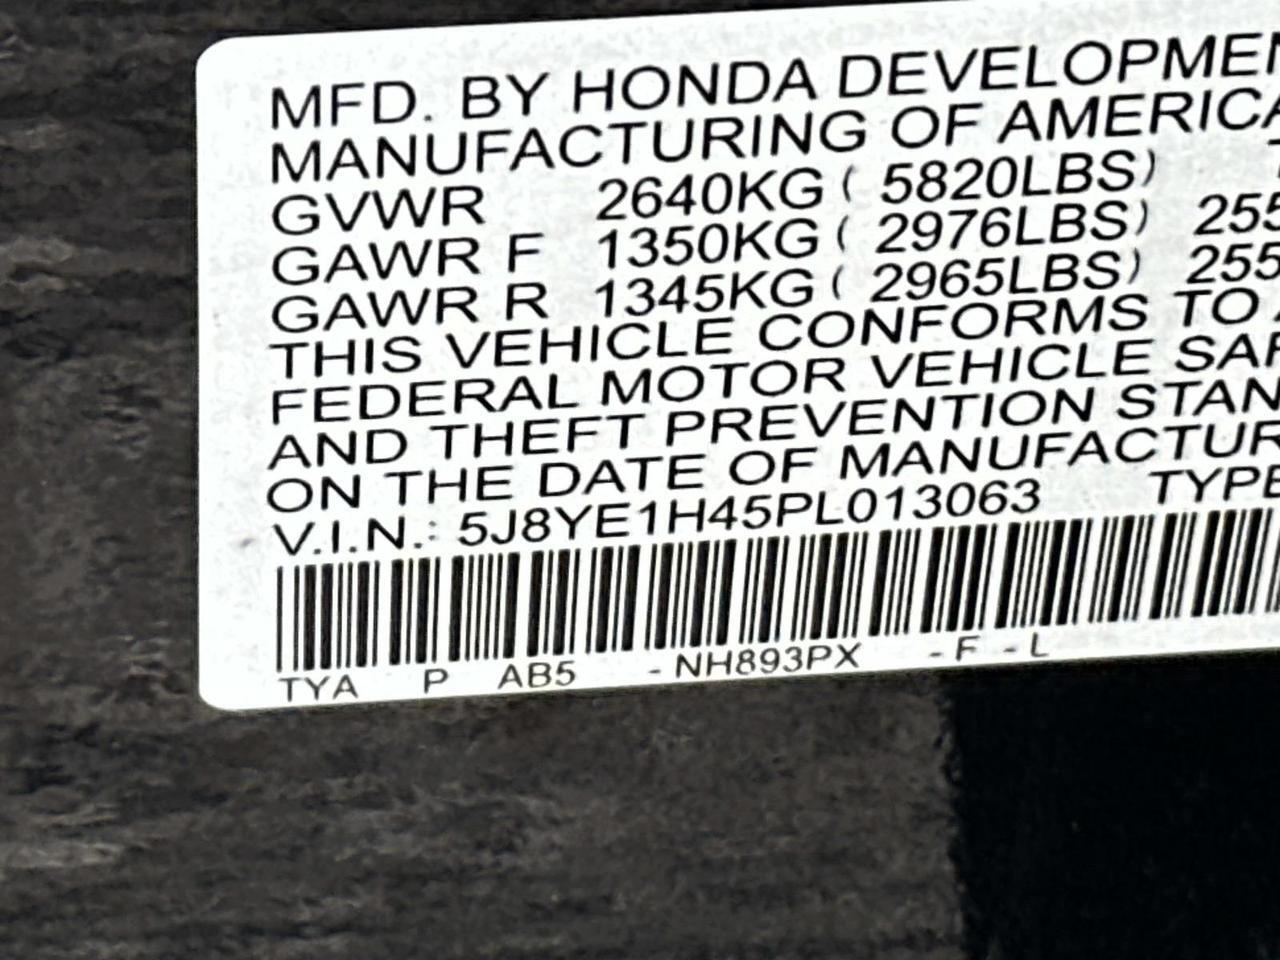 MFD. BY HONDA DEVELOPMEN
MANUFACTURING OF AMERICA
GVWR 2640KG ( 5820LBS)
GAWR F 1350KG ( 2976LBS) 255
GAWR R 1345KG ( 2965LBS) 255
THIS VEHICLE CONFORMS TO A
FEDERAL MOTOR VEHICLE SAF
AND THEFT PREVENTION STAN
ON THE DATE OF MANUFACTUR
V.I.N.: 5J8YE1H45PL013063 TYPE
TYA P AB5 -NH893PX -F -L